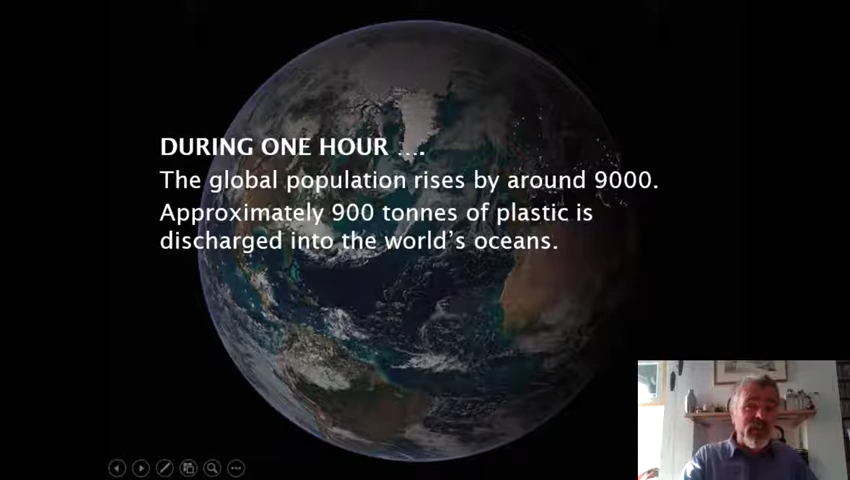 DURING ONE HOUR ….
The global population rises by around 9000.
Approximately 900 tonnes of plastic is
discharged into the world's oceans.